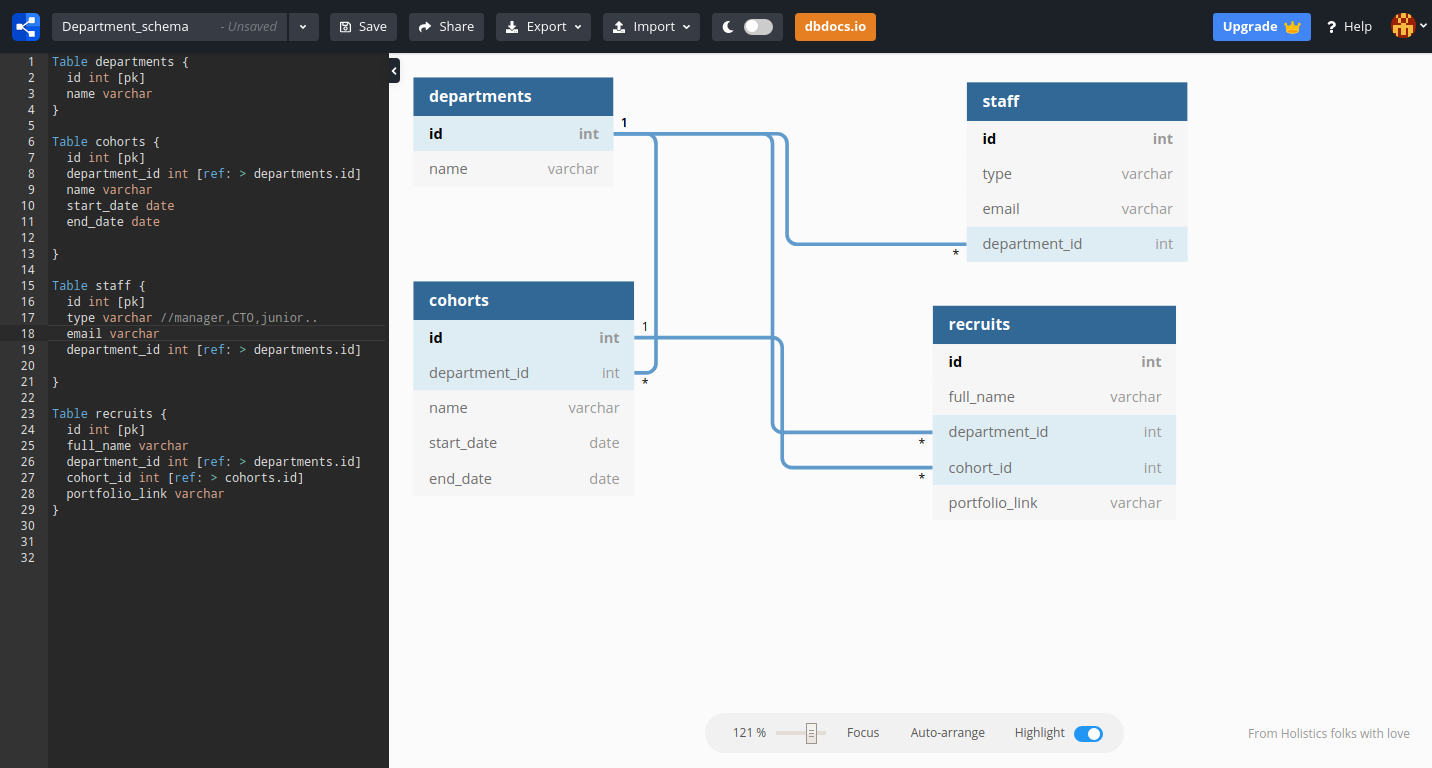 Department_schema - Unsaved Save Share Export Import dbdocs.io Upgrade ? Help
1 Table departments {
2 id int [pk]
3 name varchar
4 }
5
6 Table cohorts {
7 id int [pk]
8 department_id int [ref: > departments.id]
9 name varchar
10 start_date date
11 end_date date
12
13 }
14
15 Table staff {
16 id int [pk]
17 type varchar //manager,CTO,junior..
18 email varchar
19 department_id int [ref: > departments.id]
20
21 }
22
23 Table recruits {
24 id int [pk]
25 full_name varchar
26 department_id int [ref: > departments.id]
27 cohort_id int [ref: > cohorts.id]
28 portfolio_link varchar
29 }
30
31
32
departments
id int 1
name varchar
staff
id int
type varchar
email varchar
department_id int
*
cohorts
id int 1
department_id int *
name varchar
start_date date
end_date date
recruits
id int
full_name varchar
department_id int
*
cohort_id int
*
portfolio_link varchar
121 % Focus Auto-arrange Highlight
From Holistics folks with love